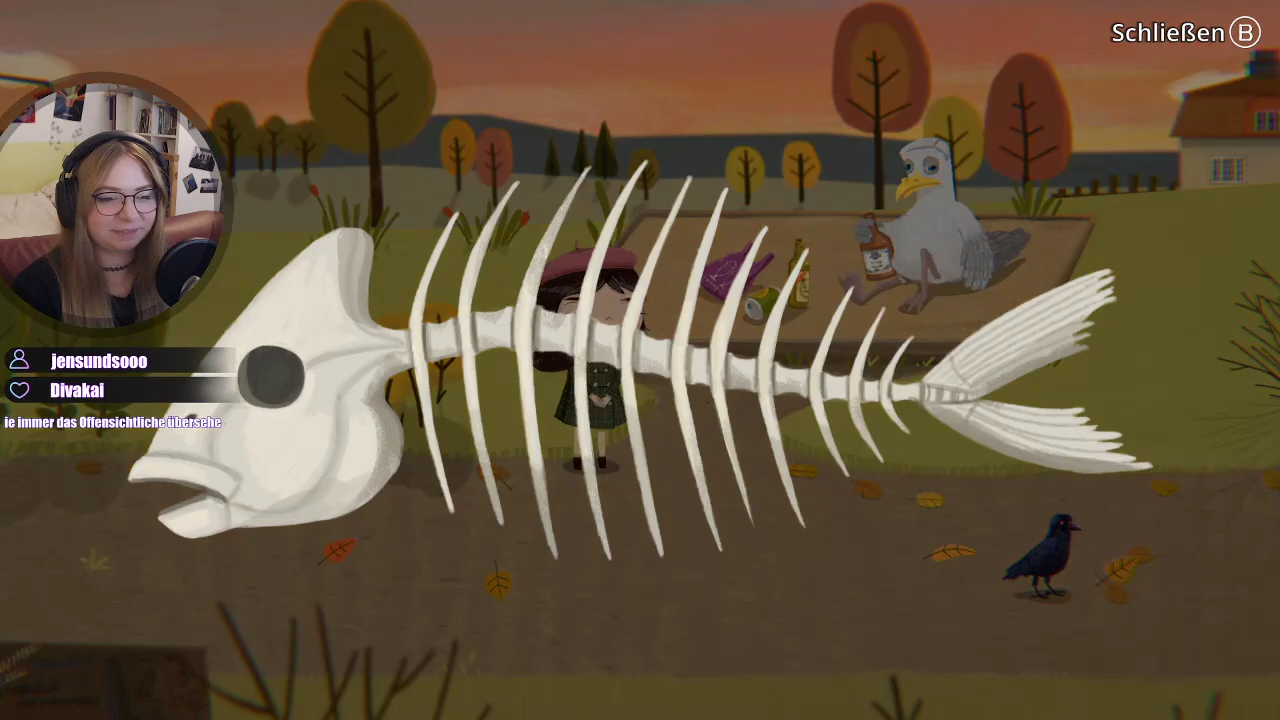 Schließen B
jensundsooo
Divakai
ie immer das Offensichtliche übersehe